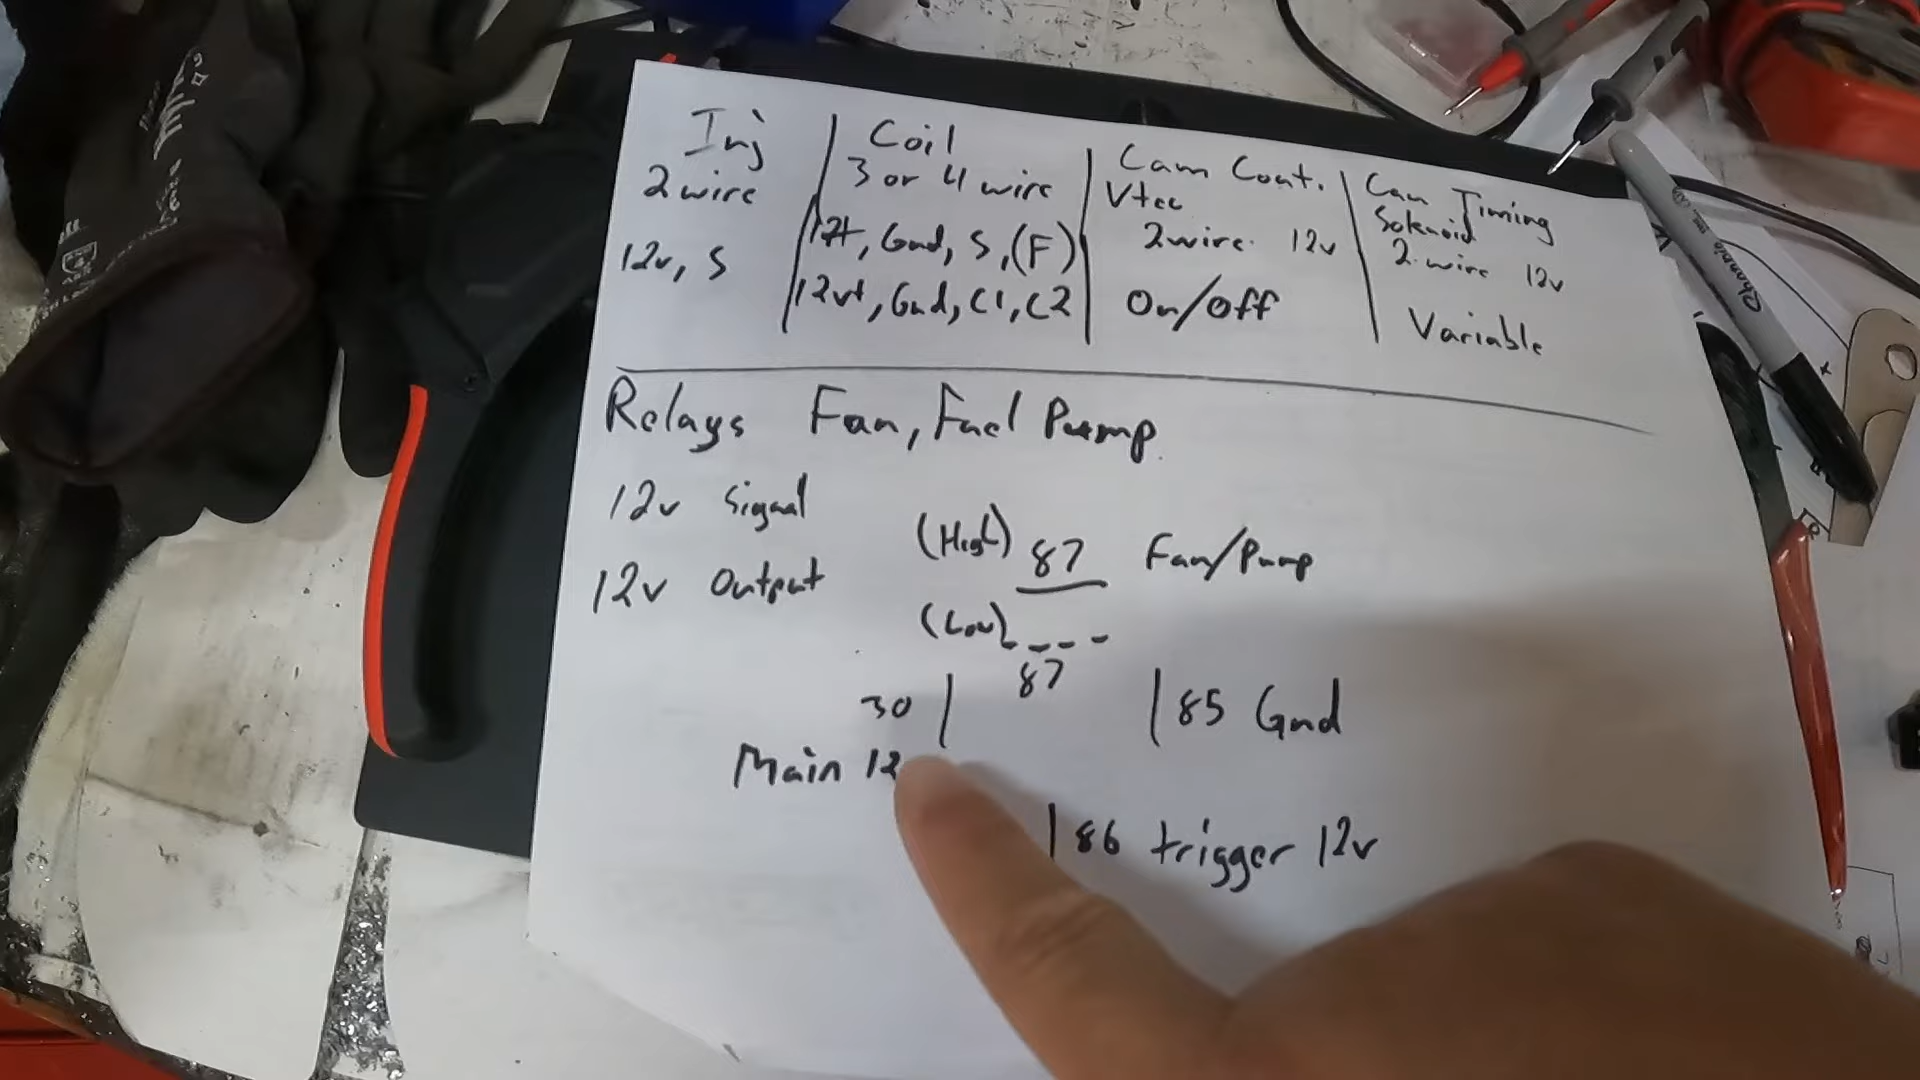 Inj
2 wire
12v, S
Coil
3 or 4 wire
12+, Gnd, S, (F)
12v+, Gnd, C1, C2
Cam Cont.
Vtec
2 wire. 12v
On/Off
Cam Timing
Solenoid
2 wire 12v
Variable
Relays Fan, Fuel Pump.
12v Signal
12v Output
(High) 87 Fan/Pump
(Low)
87
30
85 Gnd
Main 12
86 trigger 12v